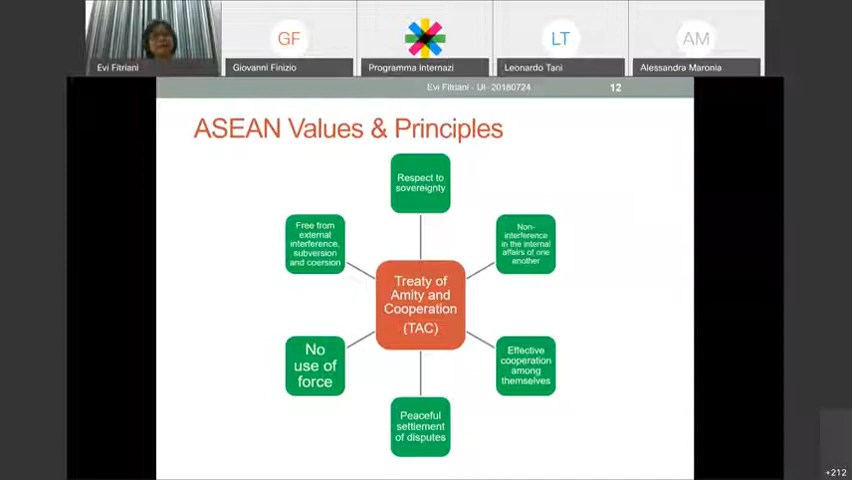 GF
LT
AM
Evi Fitriani
Giovanni Finizio
Programma Internazi
Leonardo Tani
Alessandra Maronia
Evi Fitriani - UI- 20180724
12
ASEAN Values & Principles
Respect to
sovereignty
Free from
external
interference,
subversion
and coersion
Non-
interference
in the internal
affairs of one
another
Treaty of
Amity and
Cooperation
(TAC)
No
use of
force
Effective
cooperation
among
themselves
Peaceful
settlement
of disputes
+212